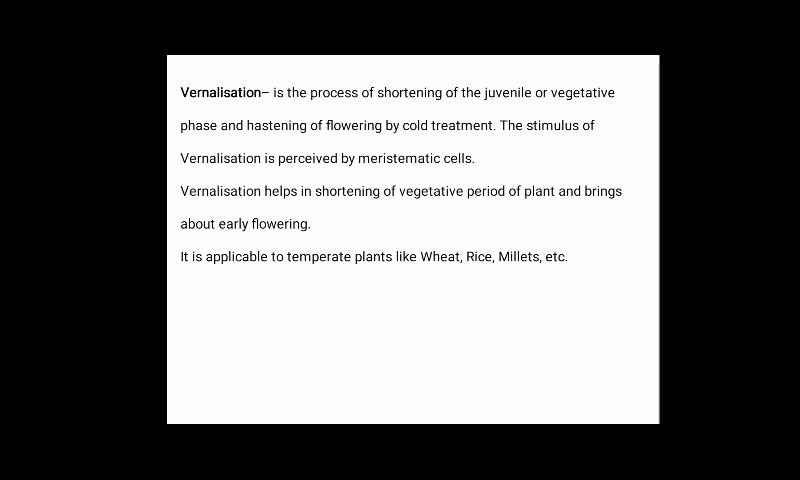 Vernalisation– is the process of shortening of the juvenile or vegetative
phase and hastening of flowering by cold treatment. The stimulus of
Vernalisation is perceived by meristematic cells.
Vernalisation helps in shortening of vegetative period of plant and brings
about early flowering.
It is applicable to temperate plants like Wheat, Rice, Millets, etc.